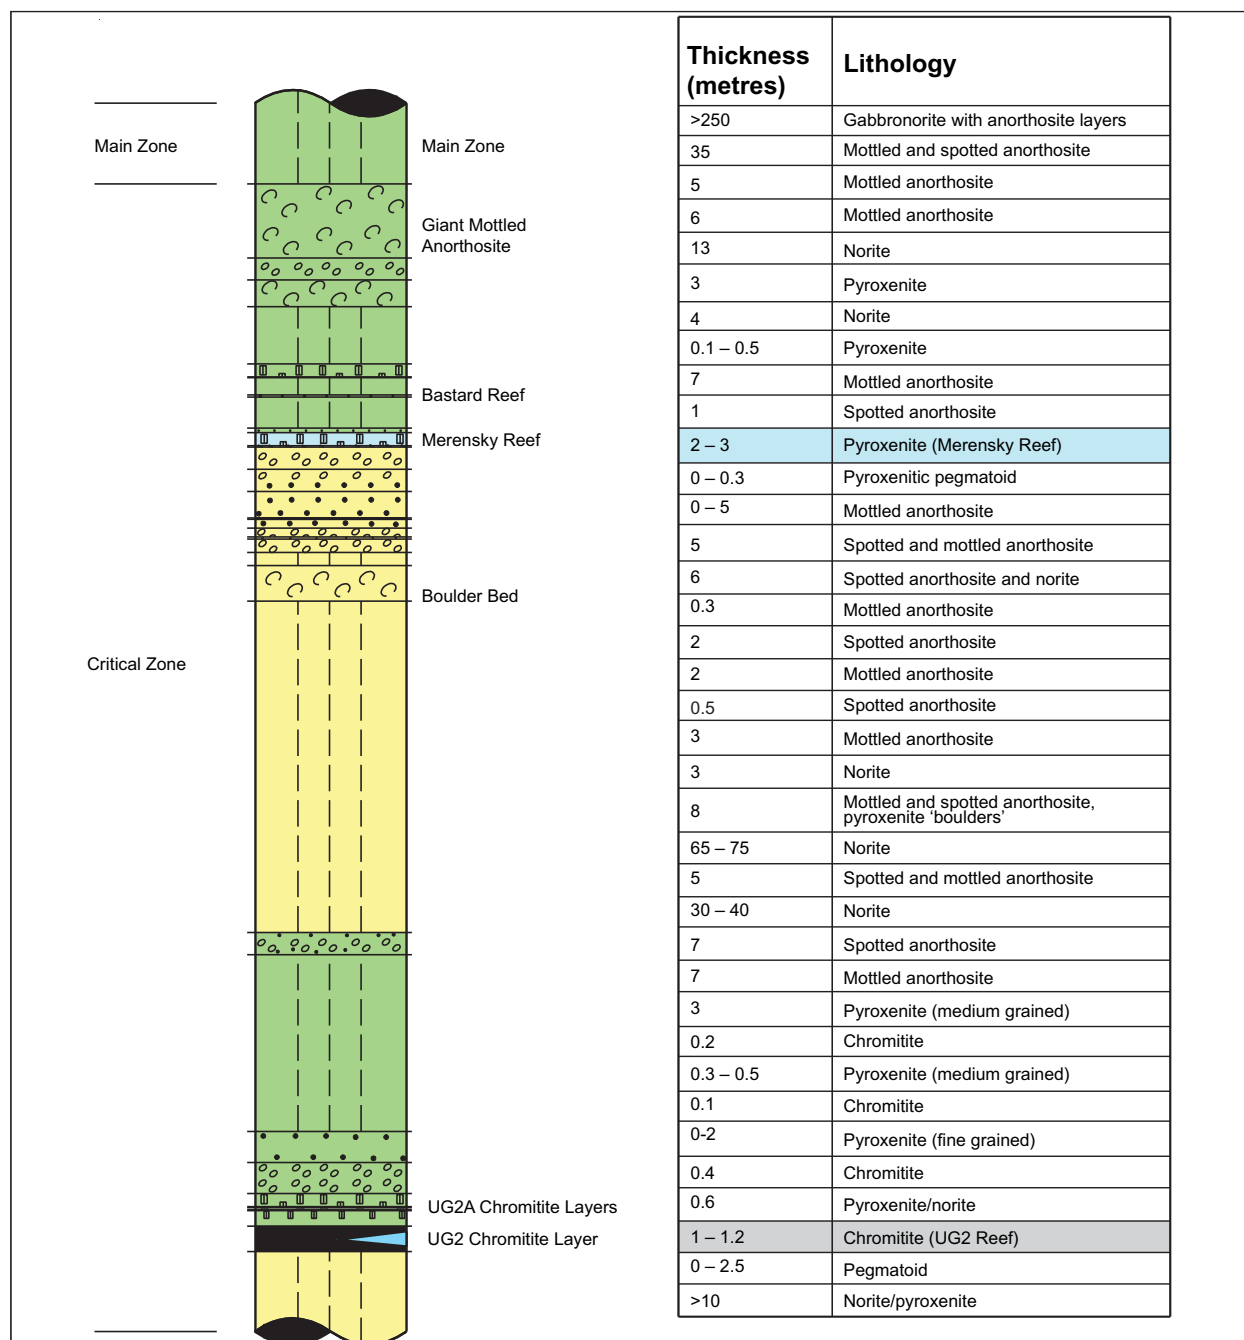 Main Zone
Critical Zone
Main Zone
Giant Mottled
Anorthosite
Bastard Reef
Merensky Reef
Boulder Bed
UG2A Chromitite Layers
UG2 Chromitite Layer
Thickness
(metres)
Lithology
>250 Gabbronorite with anorthosite layers
35 Mottled and spotted anorthosite
5 Mottled anorthosite
6 Mottled anorthosite
13 Norite
3 Pyroxenite
4 Norite
0.1 – 0.5 Pyroxenite
7 Mottled anorthosite
1 Spotted anorthosite
2 – 3 Pyroxenite (Merensky Reef)
0 – 0.3 Pyroxenitic pegmatoid
0 – 5 Mottled anorthosite
5 Spotted and mottled anorthosite
6 Spotted anorthosite and norite
0.3 Mottled anorthosite
2 Spotted anorthosite
2 Mottled anorthosite
0.5 Spotted anorthosite
3 Mottled anorthosite
3 Norite
8 Mottled and spotted anorthosite,
pyroxenite ‘boulders’
65 – 75 Norite
5 Spotted and mottled anorthosite
30 – 40 Norite
7 Spotted anorthosite
7 Mottled anorthosite
3 Pyroxenite (medium grained)
0.2 Chromitite
0.3 – 0.5 Pyroxenite (medium grained)
0.1 Chromitite
0-2 Pyroxenite (fine grained)
0.4 Chromitite
0.6 Pyroxenite/norite
1 – 1.2 Chromitite (UG2 Reef)
0 – 2.5 Pegmatoid
>10 Norite/pyroxenite